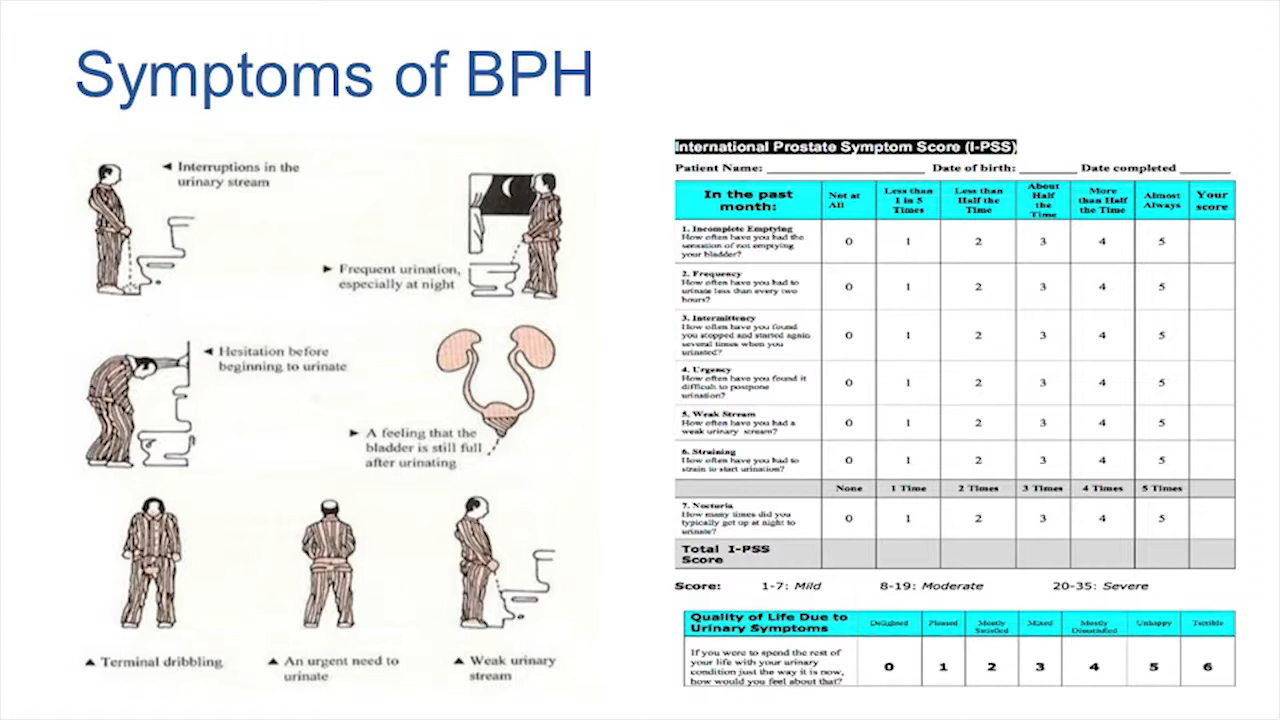 Symptoms of BPH
◄ Interruptions in the
urinary stream
► Frequent urination,
especially at night
◄ Hesitation before
beginning to urinate
► A feeling that the
bladder is still full
after urinating
▲ Terminal dribbling
▲ An urgent need to
urinate
▲ Weak urinary
stream
International Prostate Symptom Score (I-PSS)
Patient Name: ____________ Date of birth: ______ Date completed ______
In the past
month:
Not at
All
Less than
1 in 5
Times
Less than
Half the
Time
About
Half
the
Time
More
than Half
the Time
Almost
Always
Your
score
1. Incomplete Emptying
How often have you had the
sensation of not emptying
your bladder?
0 1 2 3 4 5
2. Frequency
How often have you had to
urinate less than every two
hours?
0 1 2 3 4 5
3. Intermittency
How often have you found
you stopped and started again
several times when you
urinated?
0 1 2 3 4 5
4. Urgency
How often have you found it
difficult to postpone
urination?
0 1 2 3 4 5
5. Weak Stream
How often have you had a
weak urinary stream?
0 1 2 3 4 5
6. Straining
How often have you had to
strain to start urination?
0 1 2 3 4 5
None 1 Time 2 Times 3 Times 4 Times 5 Times
7. Nocturia
How many times did you
typically get up at night to
urinate?
0 1 2 3 4 5
Total I-PSS
Score
Score: 1-7: Mild 8-19: Moderate 20-35: Severe
Quality of Life Due to
Urinary Symptoms
Delighted
Pleased
Mostly
Satisfied
Mixed
Mostly
Dissatisfied
Unhappy
Terrible
If you were to spend the rest of
your life with your urinary
condition just the way it is now,
how would you feel about that?
0 1 2 3 4 5 6